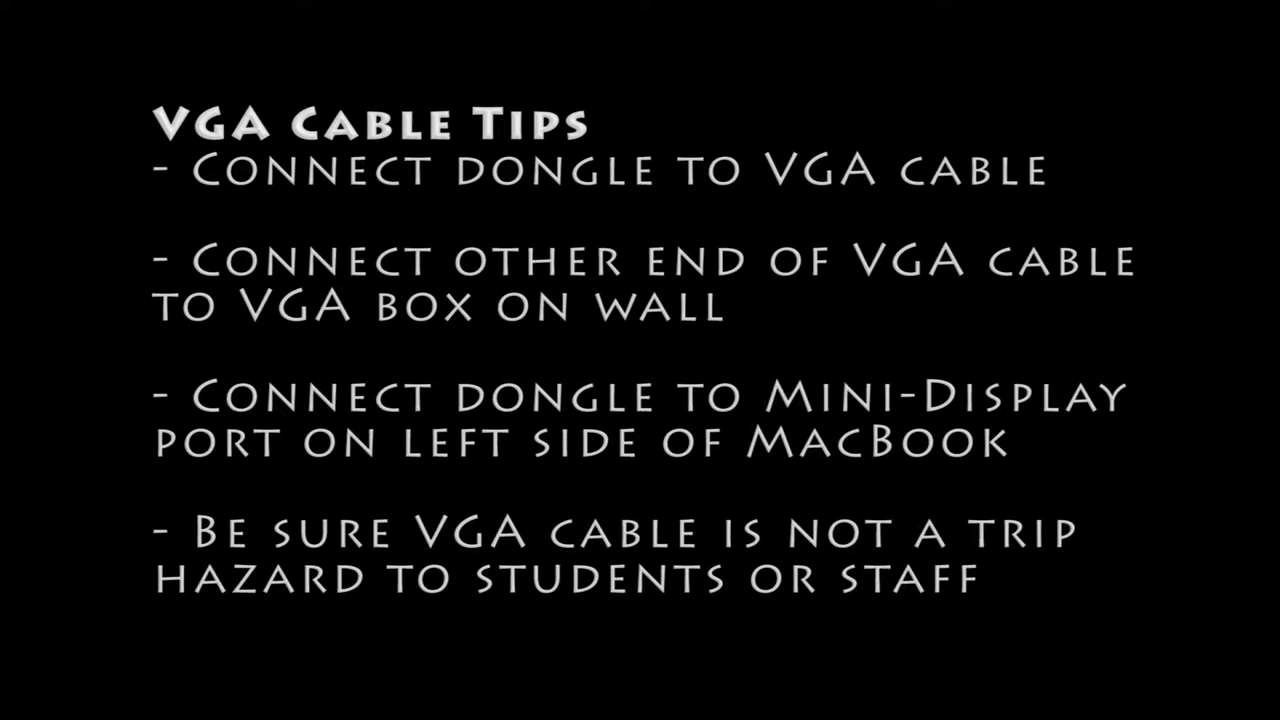 VGA Cable Tips
- Connect dongle to VGA cable
- Connect other end of VGA cable
to VGA box on wall
- Connect dongle to Mini-Display
port on left side of MacBook
- Be sure VGA cable is not a trip
hazard to students or staff